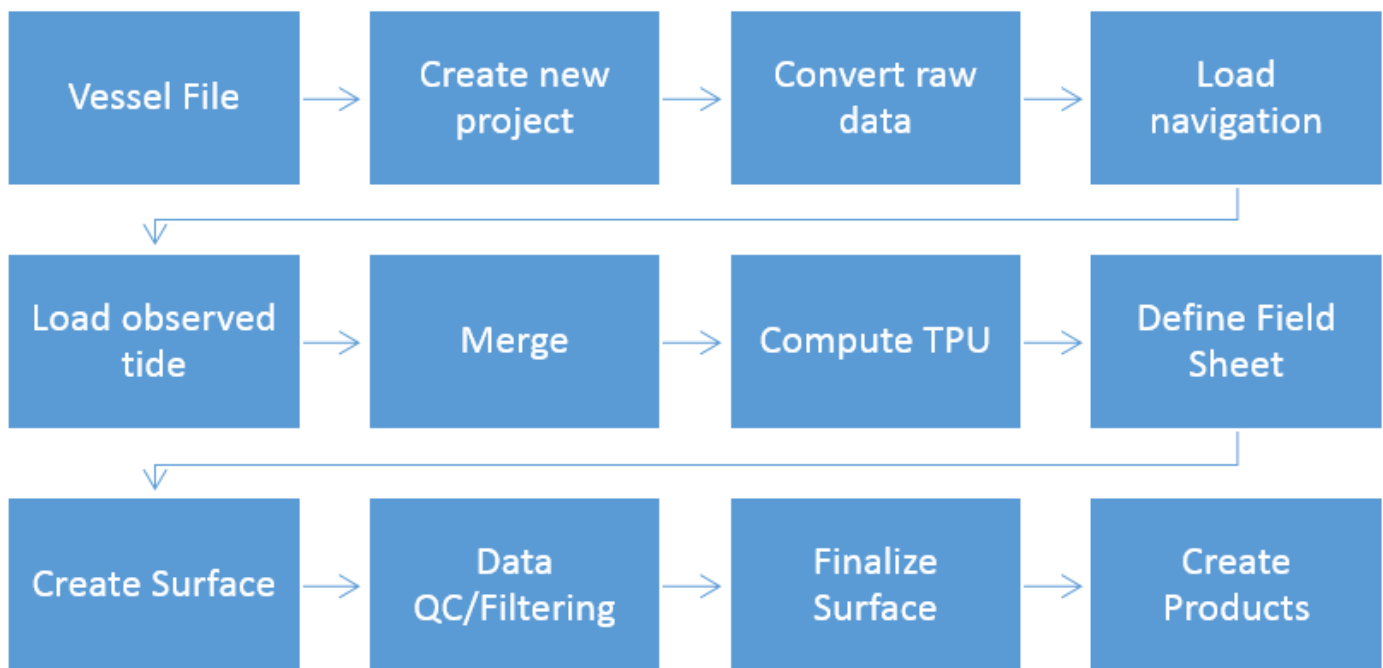 Vessel File
Create new
project
Convert raw
data
Load
navigation
Load observed
tide
Merge
Compute TPU
Define Field
Sheet
Create Surface
Data
QC/Filtering
Finalize
Surface
Create
Products